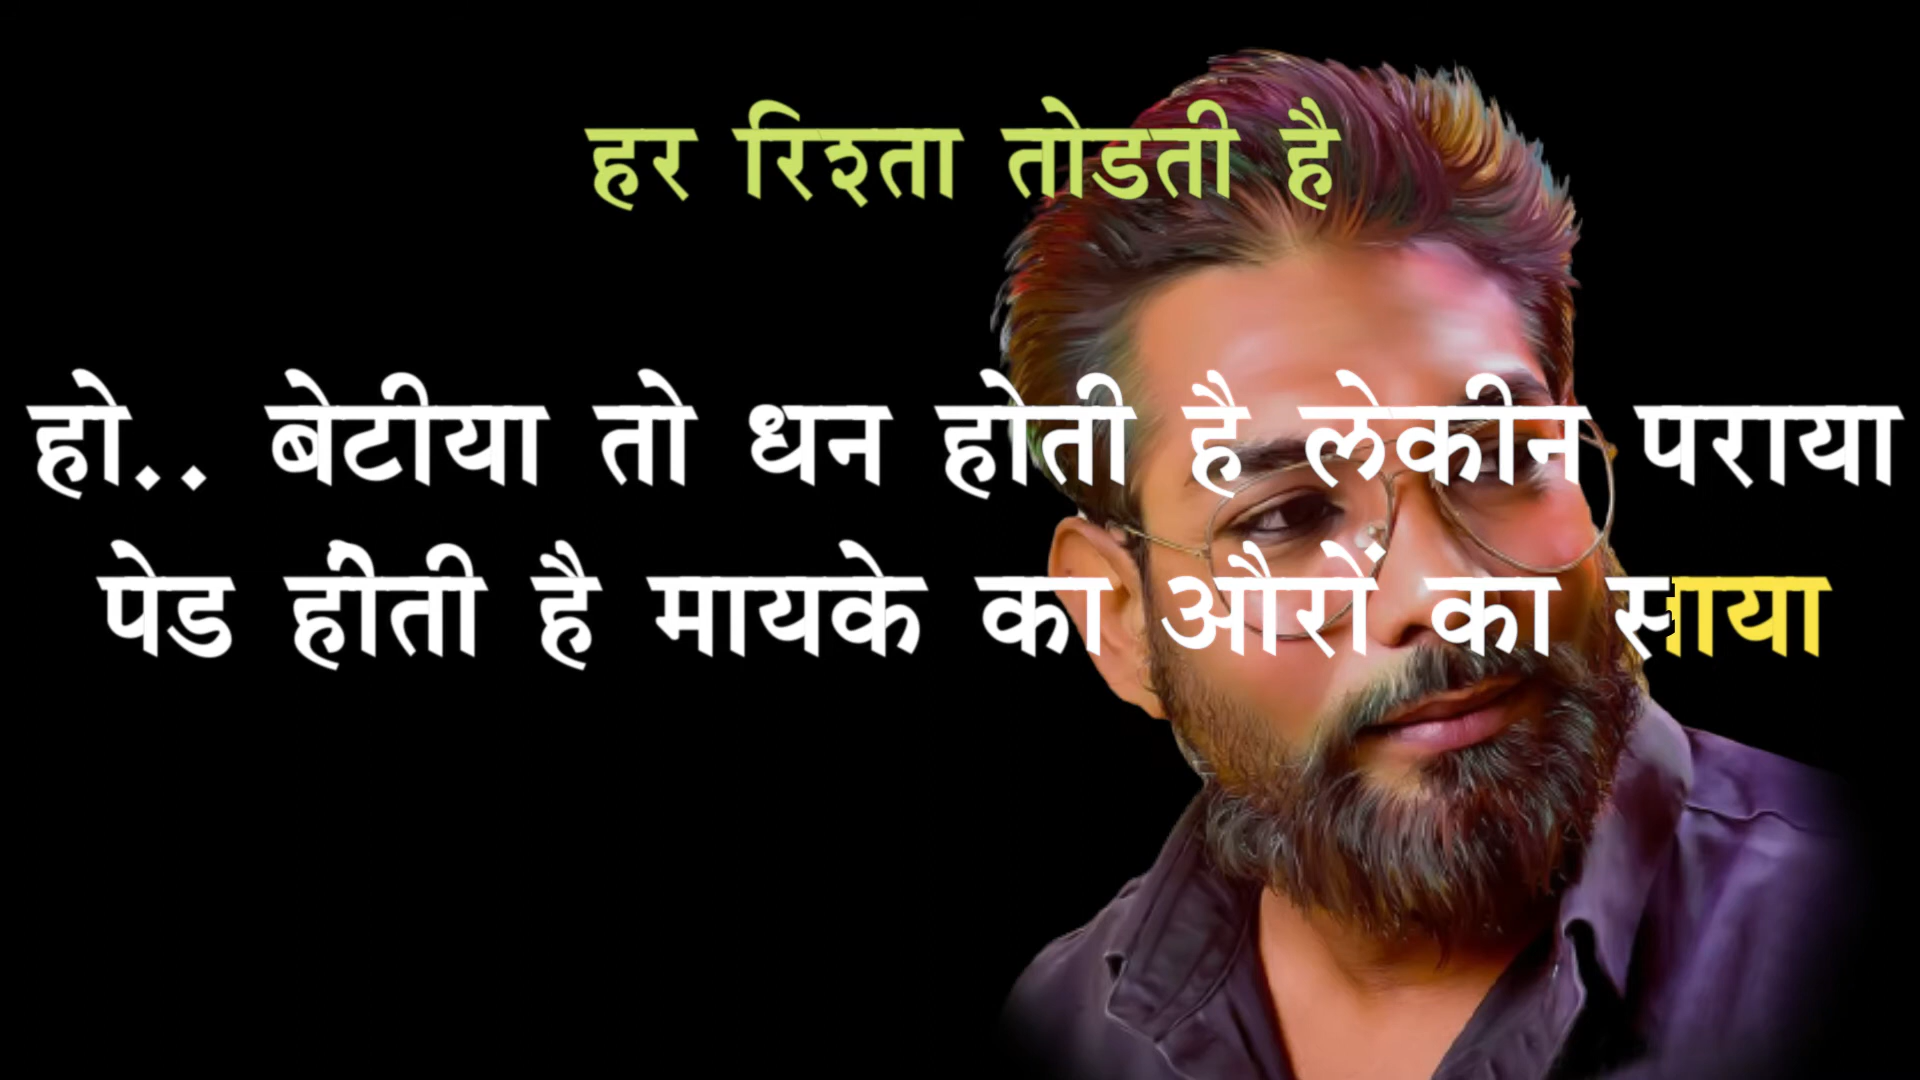 हर रिश्ता तोडती है
हो.. बेटीया तो धन होती है लेकीन पराया
पेड होती है मायके का औरों का साया